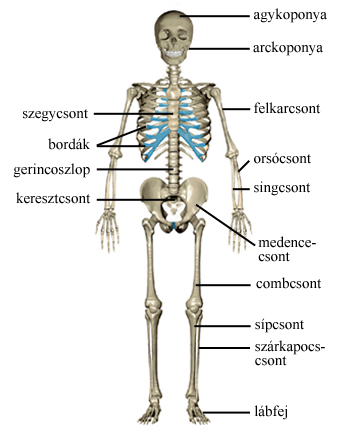 agykoponya
arckoponya
szegycsont
felkarcsont
bordák
orsócsont
gerincoszlop
singcsont
keresztcsont
medence-
csont
combcsont
sípcsont
szárkapocs-
csont
lábfej